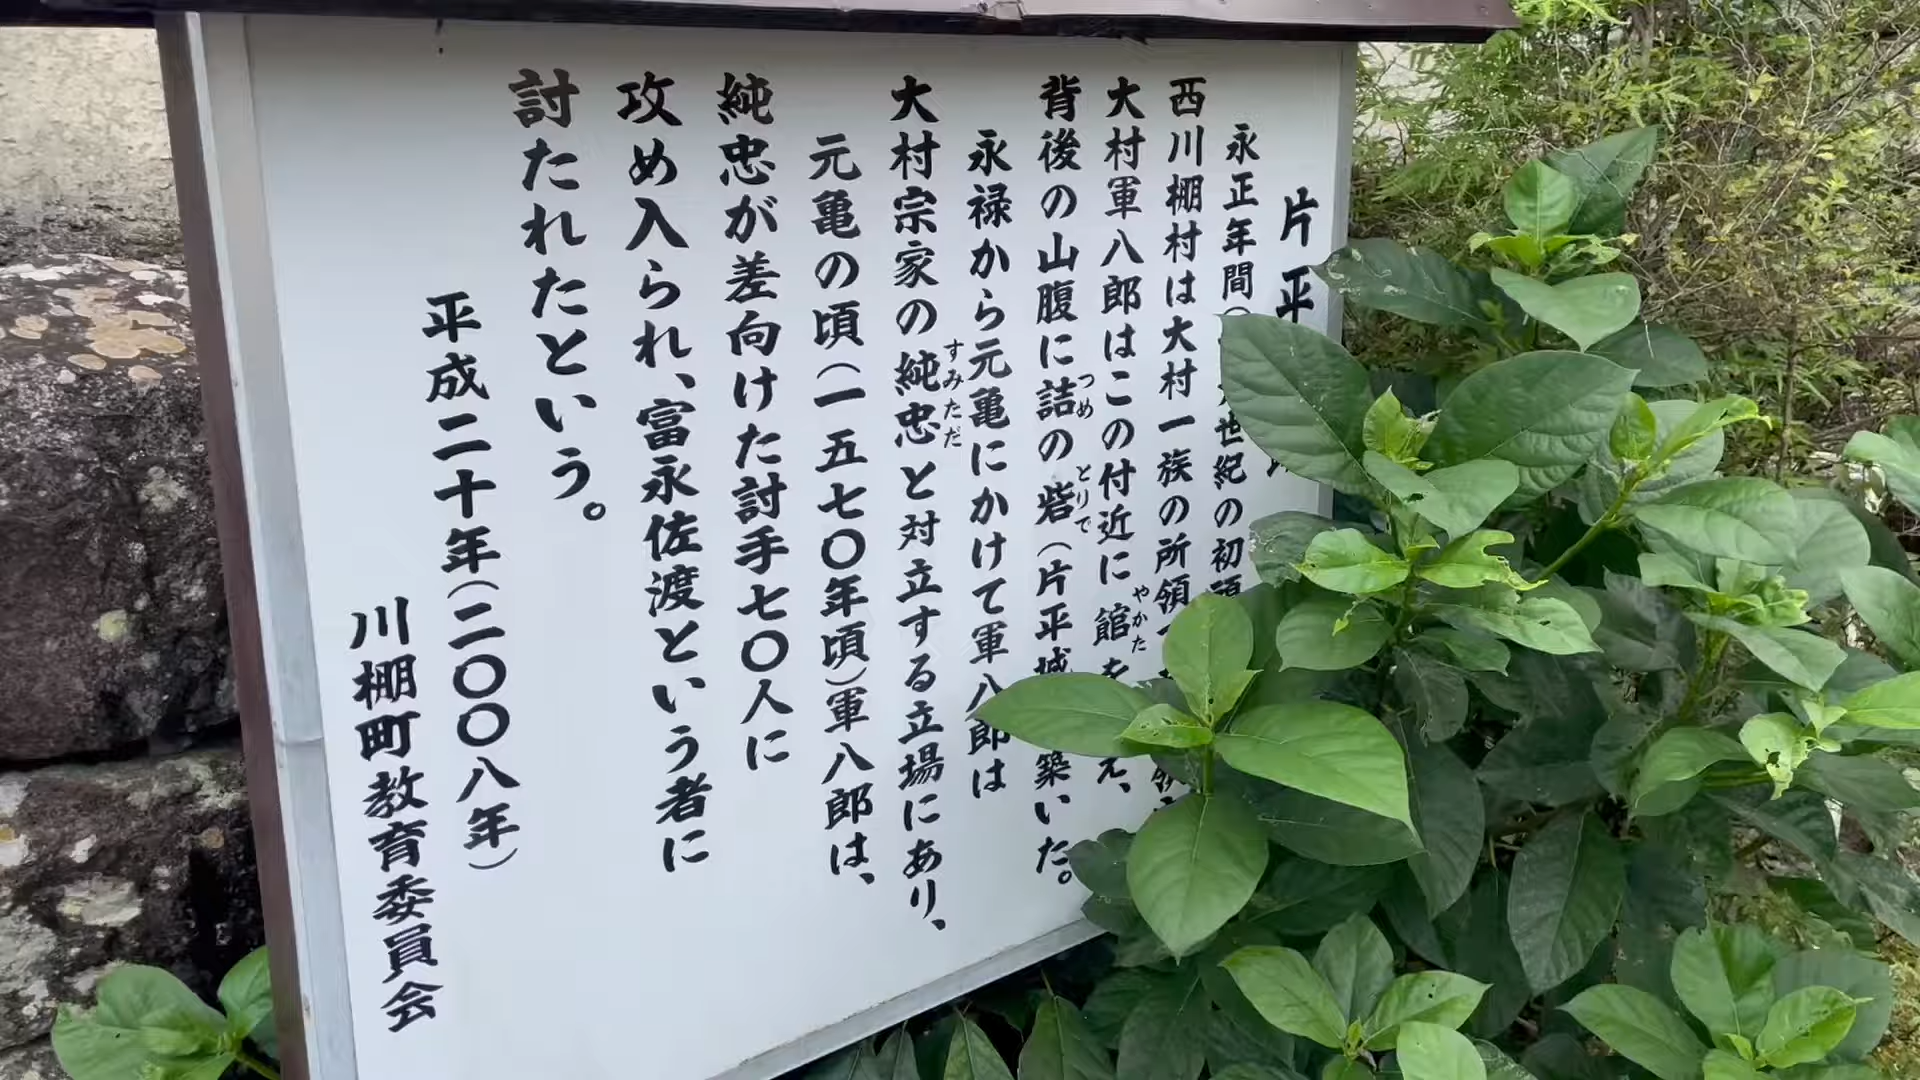 片平
永正年間 世紀の初
西川棚村は大村一族の所領
大村軍八郎はこの付近に館を え、
背後の山腹に詰の砦(片平城 築いた。
永禄から元亀にかけて軍八郎は
大村宗家の純忠と対立する立場にあり、
元亀の頃(一五七〇年頃)軍八郎は、
純忠が差向けた討手七〇人に
攻め入られ、富永佐渡という者に
討たれたという。
平成二十年(二〇〇八年)
川棚町教育委員会